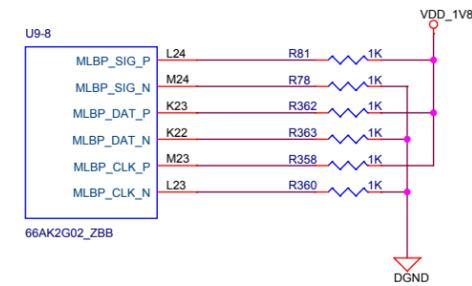 VDD_1V8
U9-8
MLBP_SIG_P L24 R81 1K
MLBP_SIG_N M24 R78 1K
MLBP_DAT_P K23 R362 1K
MLBP_DAT_N K22 R363 1K
MLBP_CLK_P M23 R358 1K
MLBP_CLK_N L23 R360 1K
66AK2G02_ZBB
DGND